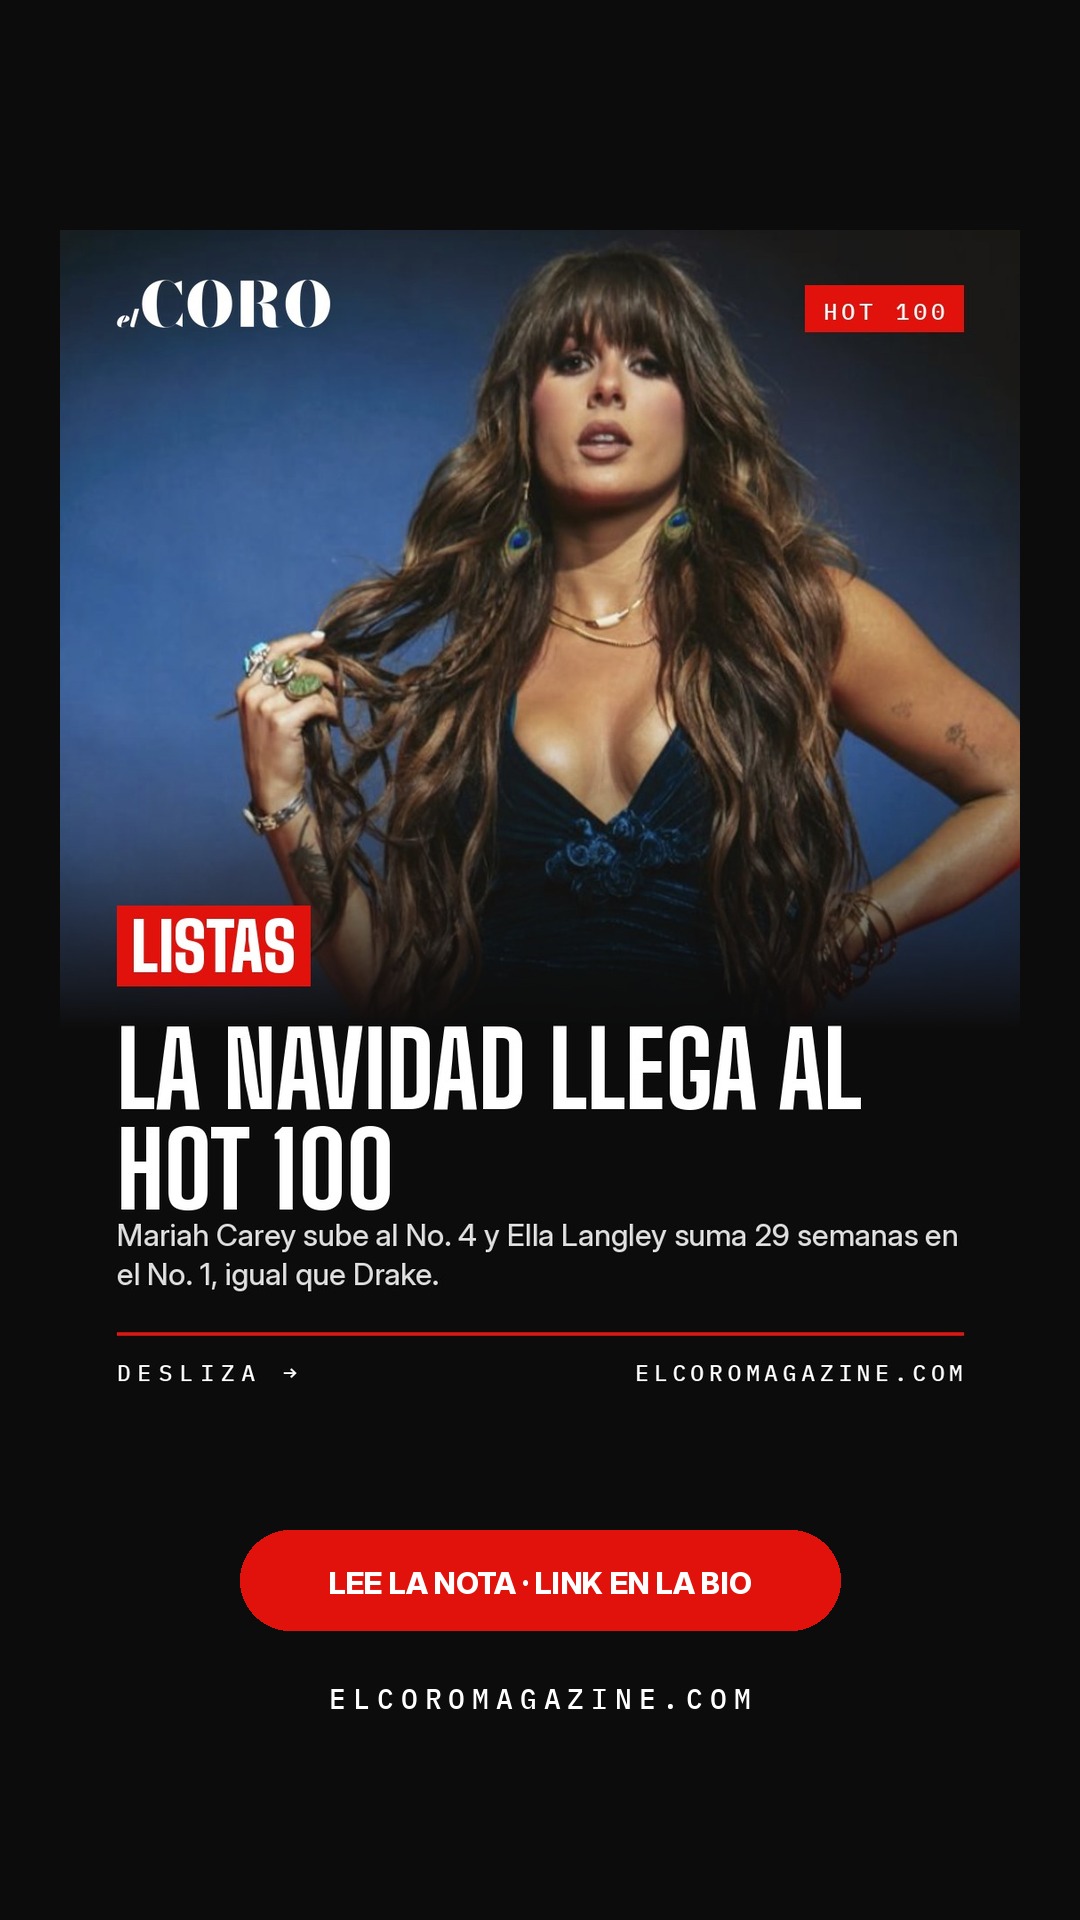 el CORO
HOT 100
LISTAS
LA NAVIDAD LLEGA AL
HOT 100
Mariah Carey sube al No. 4 y Ella Langley suma 29 semanas en
el No. 1, igual que Drake.
DESLIZA →
ELCOROMAGAZINE.COM
LEE LA NOTA · LINK EN LA BIO
ELCOROMAGAZINE.COM